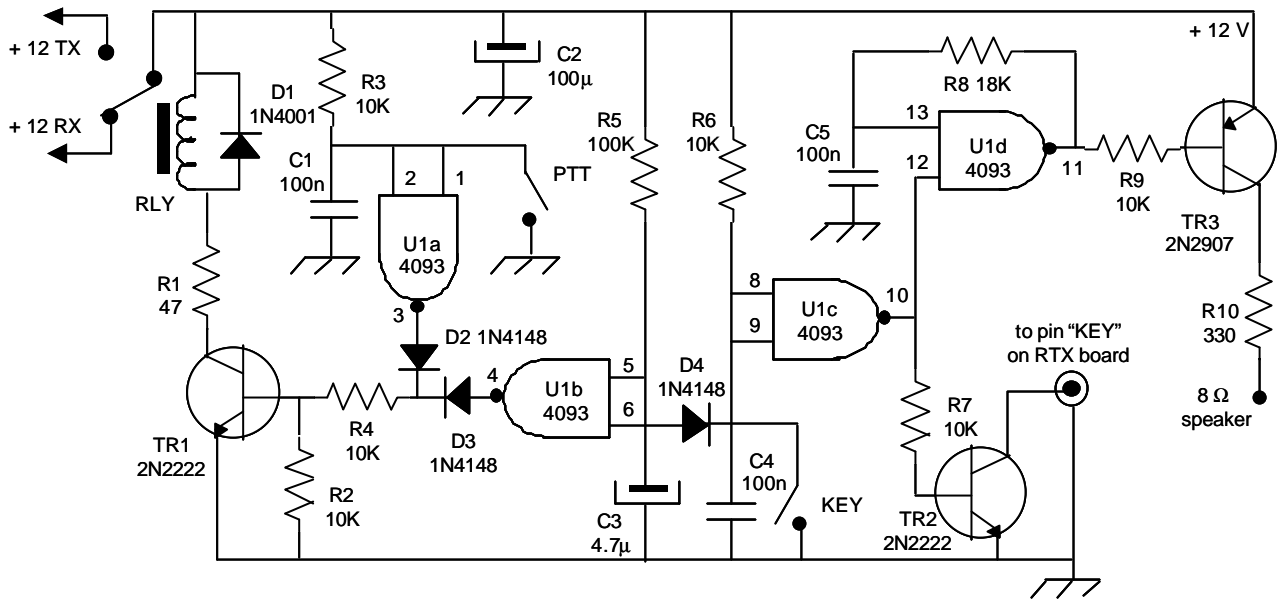 + 12 TX
+ 12 RX
RLY
D1
1N4001
R3
10K
C2
100µ
C1
100n
2
1
PTT
U1a
4093
3
R1
47
TR1
2N2222
R2
10K
R4
10K
D2 1N4148
D3
1N4148
4
U1b
4093
5
6
R5
100K
R6
10K
D4
1N4148
C3
4.7µ
C4
100n
KEY
8
9
U1c
4093
10
C5
100n
R8 18K
13
12
U1d
4093
11
R9
10K
+ 12 V
TR3
2N2907
R10
330
8 Ω
speaker
to pin “KEY”
on RTX board
R7
10K
TR2
2N2222